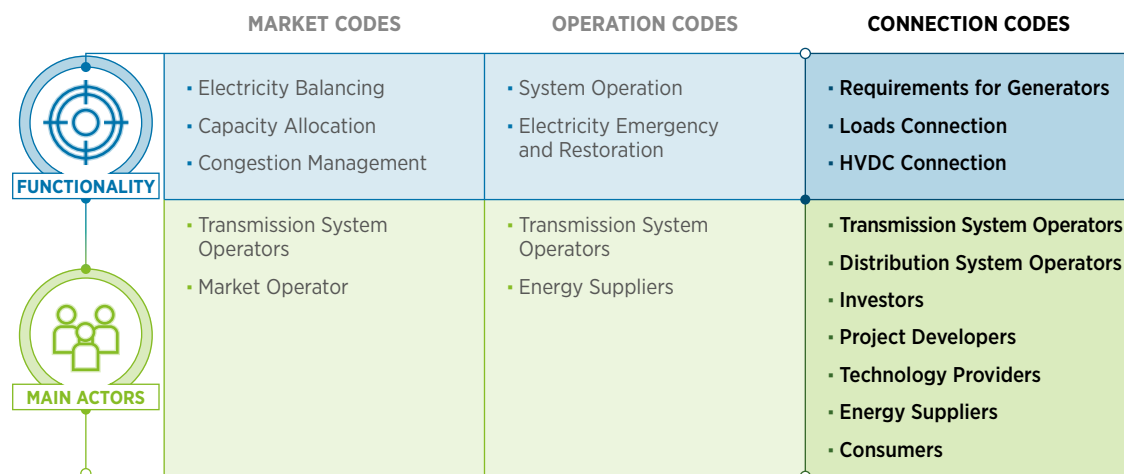 MARKET CODES
OPERATION CODES
CONNECTION CODES
FUNCTIONALITY
▪ Electricity Balancing
▪ Capacity Allocation
▪ Congestion Management
▪ System Operation
▪ Electricity Emergency
and Restoration
▪ Requirements for Generators
▪ Loads Connection
▪ HVDC Connection
MAIN ACTORS
▪ Transmission System
Operators
▪ Market Operator
▪ Transmission System
Operators
▪ Energy Suppliers
▪ Transmission System Operators
▪ Distribution System Operators
▪ Investors
▪ Project Developers
▪ Technology Providers
▪ Energy Suppliers
▪ Consumers